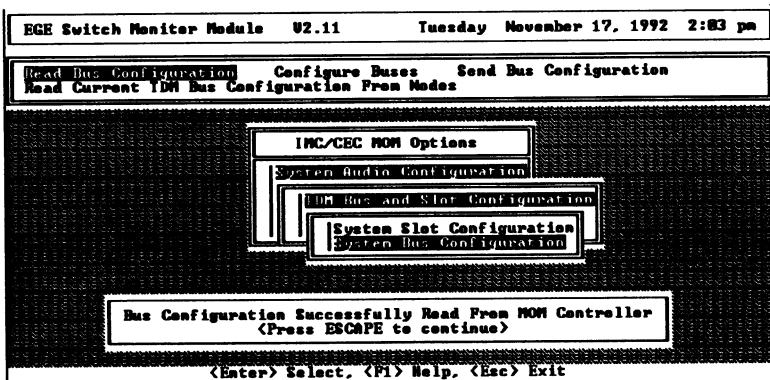 EGE Switch Monitor Module V2.11 Tuesday November 17, 1992 2:03 pm
Read Bus Configuration Configure Buses Send Bus Configuration
Read Current TDM Bus Configuration From Nodes
IMC/CEC MOM Options
System Audio Configuration
TDM Bus and Slot Configuration
System Slot Configuration
System Bus Configuration
Bus Configuration Successfully Read From MOM Controller
<Press ESCAPE to continue>
<Enter> Select, <F1> Help, <Esc> Exit